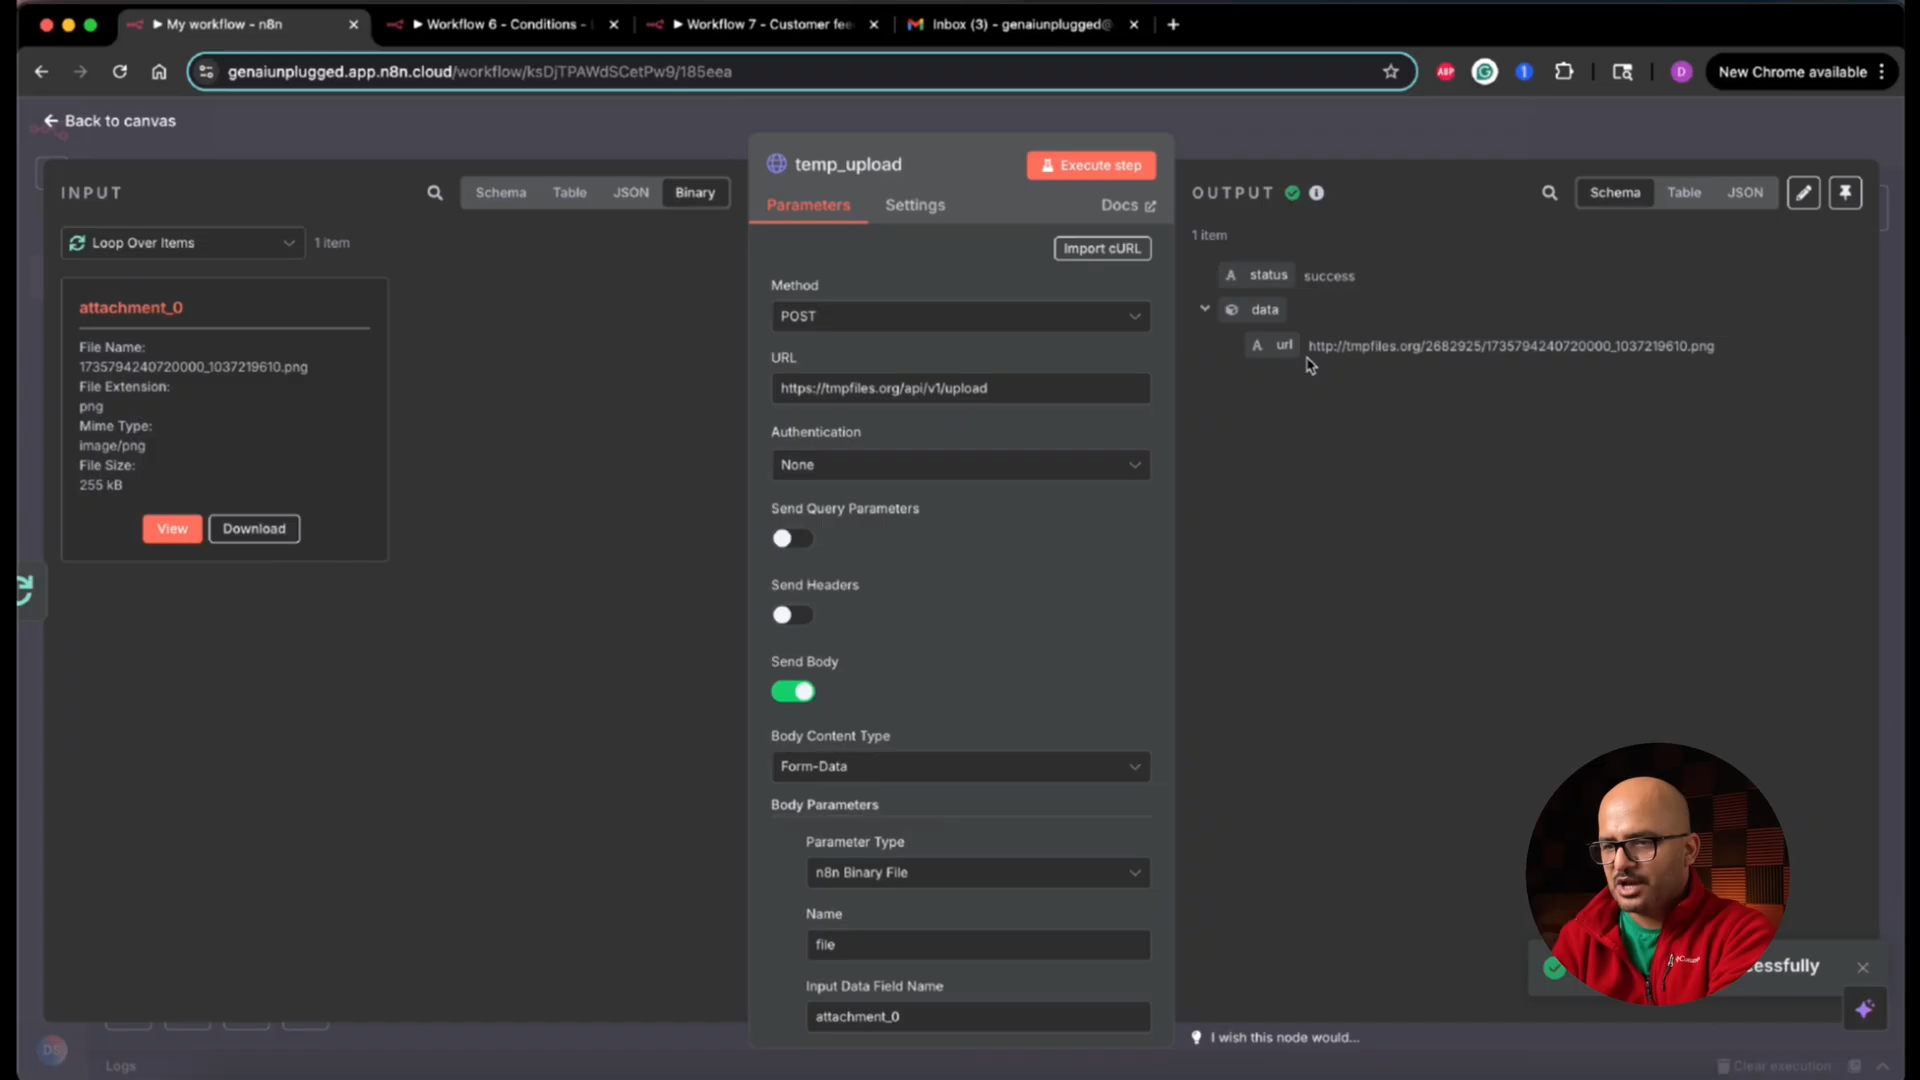 My workflow - n8n
Workflow 6 - Conditions -
Workflow 7 - Customer fee
Inbox (3) - genaiunplugged@
genaiunplugged.app.n8n.cloud/workflow/ksDjTPAWdSCetPw9/185eea
ABP
1
D
New Chrome available
Back to canvas
INPUT
Schema
Table
JSON
Binary
Loop Over Items
1 item
attachment_0
File Name:
1735794240720000_1037219610.png
File Extension:
png
Mime Type:
image/png
File Size:
255 kB
View
Download
temp_upload
Execute step
Parameters
Settings
Docs
Import cURL
Method
POST
URL
https://tmpfiles.org/api/v1/upload
Authentication
None
Send Query Parameters
Send Headers
Send Body
Body Content Type
Form-Data
Body Parameters
Parameter Type
n8n Binary File
Name
file
Input Data Field Name
attachment_0
OUTPUT
Schema
Table
JSON
1 item
A status success
data
A url http://tmpfiles.org/2682925/1735794240720000_1037219610.png
essfully
I wish this node would...
DS
Logs
Clear execution